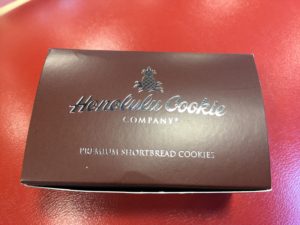 Honolulu Cookie
COMPANY®
PREMIUM SHORTBREAD COOKIES